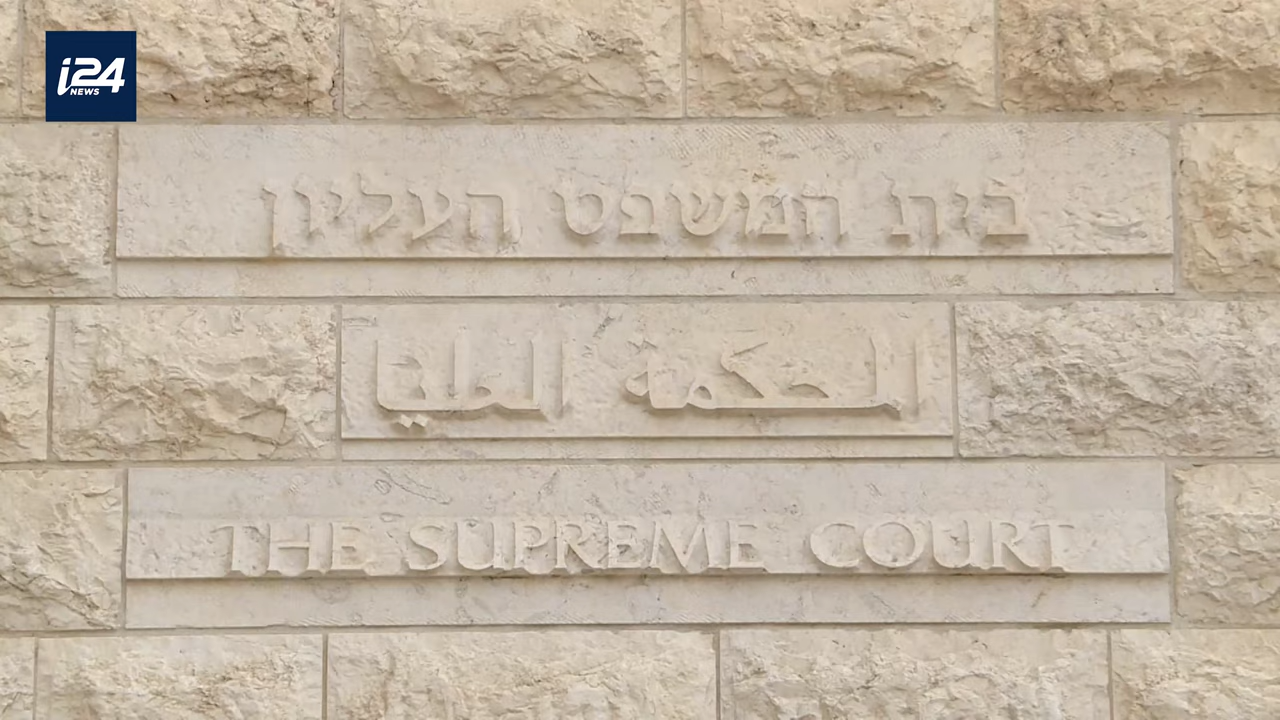 i24
NEWS
בית המשפט העליון
المحكمة العليا
THE SUPREME COURT